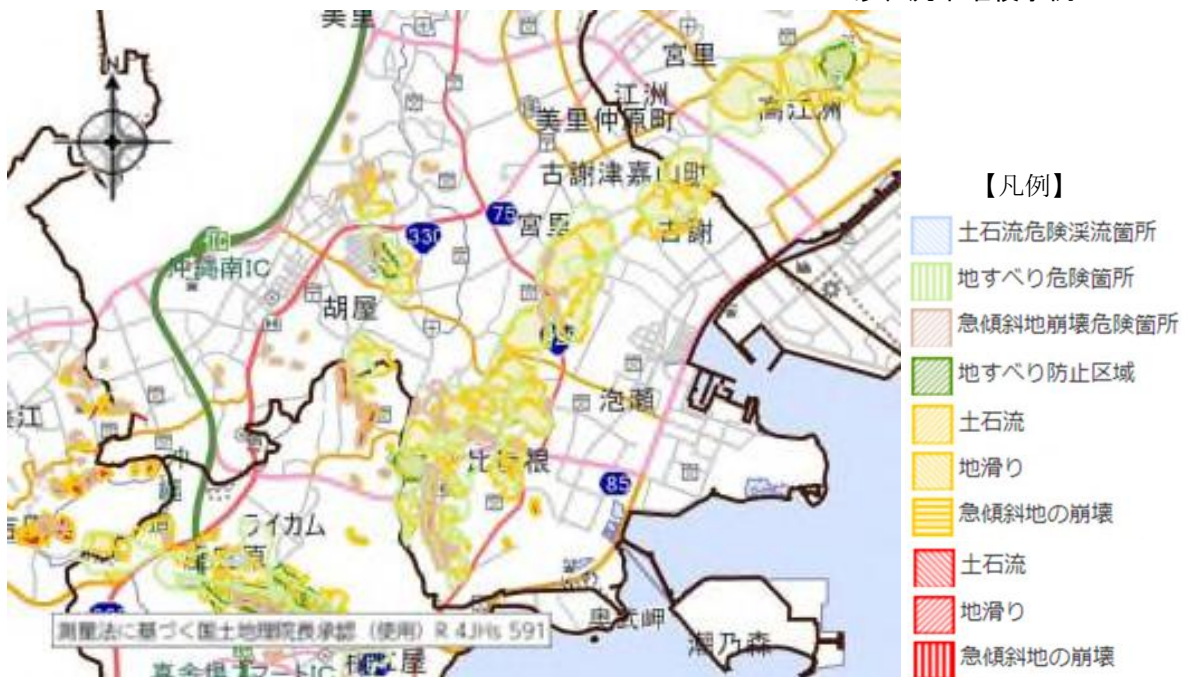 美里
宮里
江洲
美里仲原町
高江洲
古謝津嘉山町
75
宮里
古謝
330
IC
沖縄南IC
胡屋
泡瀬
比屋根
85
沖
縄
ライカム
奥武岬
潮乃森
測量法に基づく国土地理院長承認（使用）R 4JHs 591
N
【凡例】
土石流危険渓流箇所
地すべり危険箇所
急傾斜地崩壊危険箇所
地すべり防止区域
土石流
地滑り
急傾斜地の崩壊
土石流
地滑り
急傾斜地の崩壊